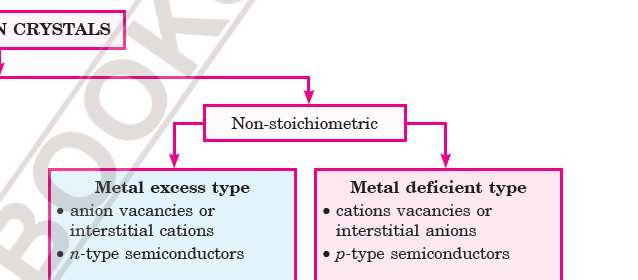 N CRYSTALS
Non-stoichiometric
Metal excess type
• anion vacancies or
interstitial cations
• n-type semiconductors
Metal deficient type
• cations vacancies or
interstitial anions
• p-type semiconductors
BOOK